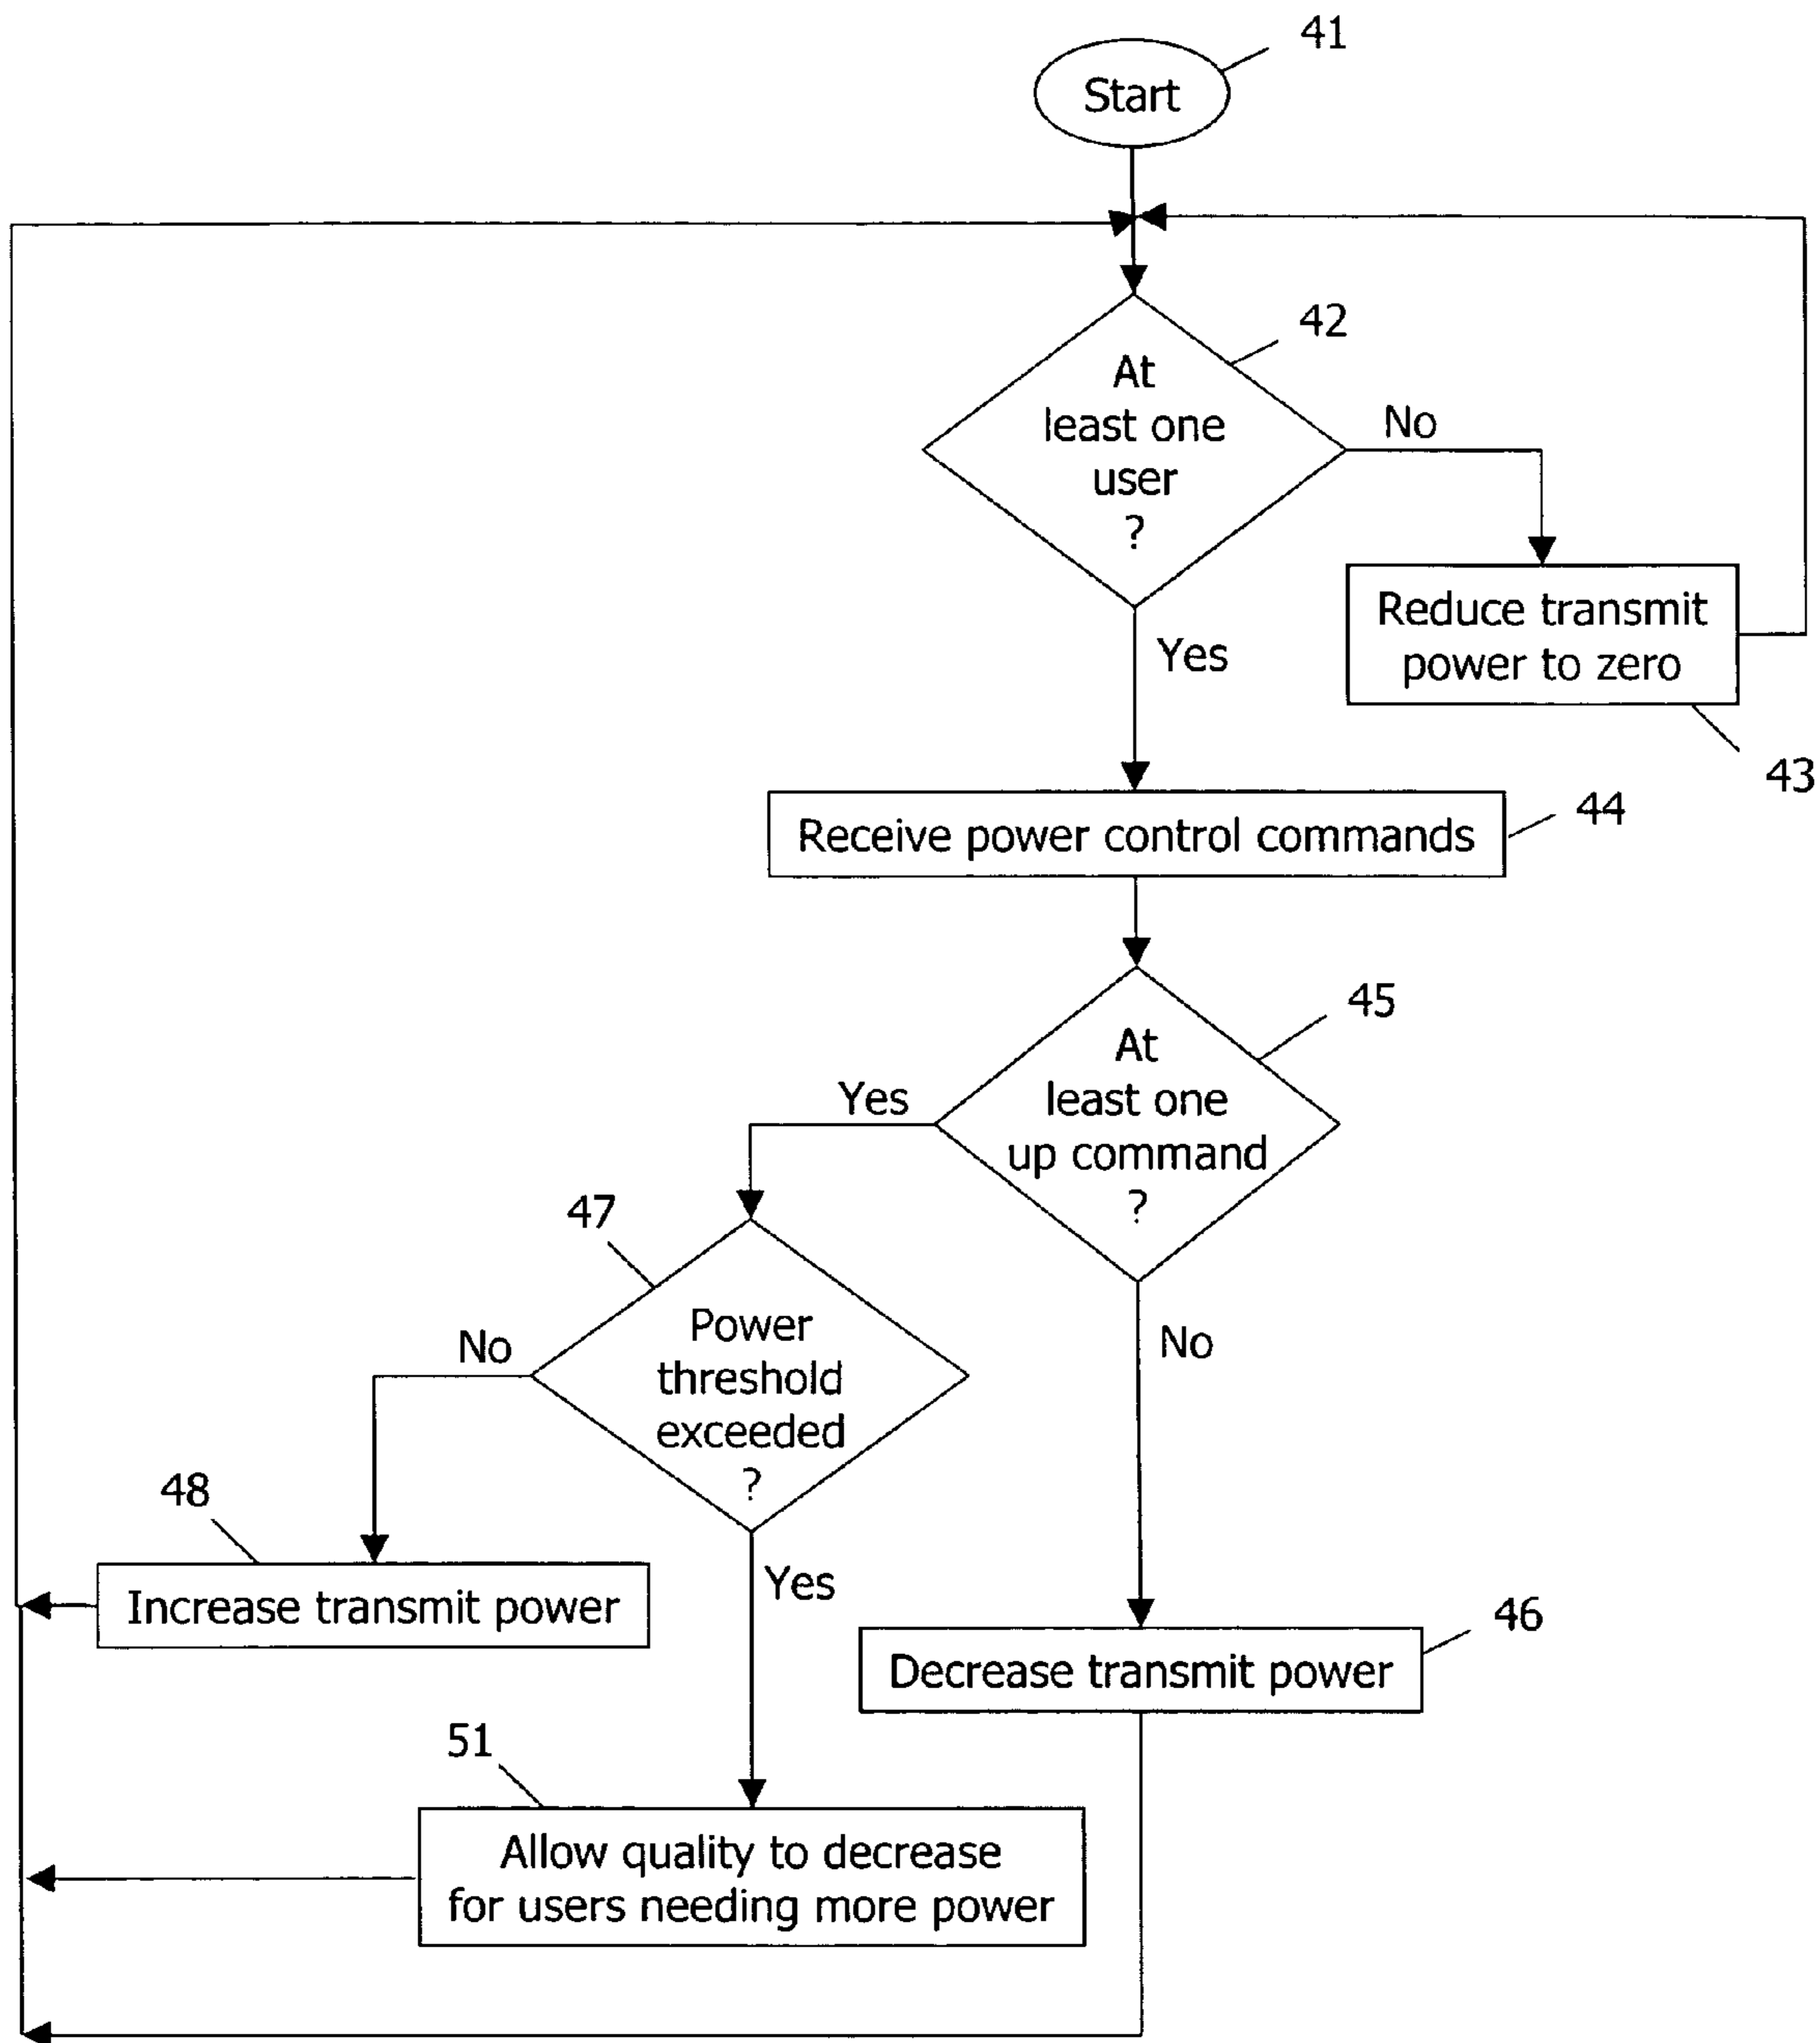 41
Start
42
At
least one
user
?
No
Reduce transmit
power to zero
43
Yes
Receive power control commands
44
45
At
least one
up command
?
Yes
47
Power
threshold
exceeded
?
No
No
48
Increase transmit power
Yes
46
Decrease transmit power
51
Allow quality to decrease
for users needing more power